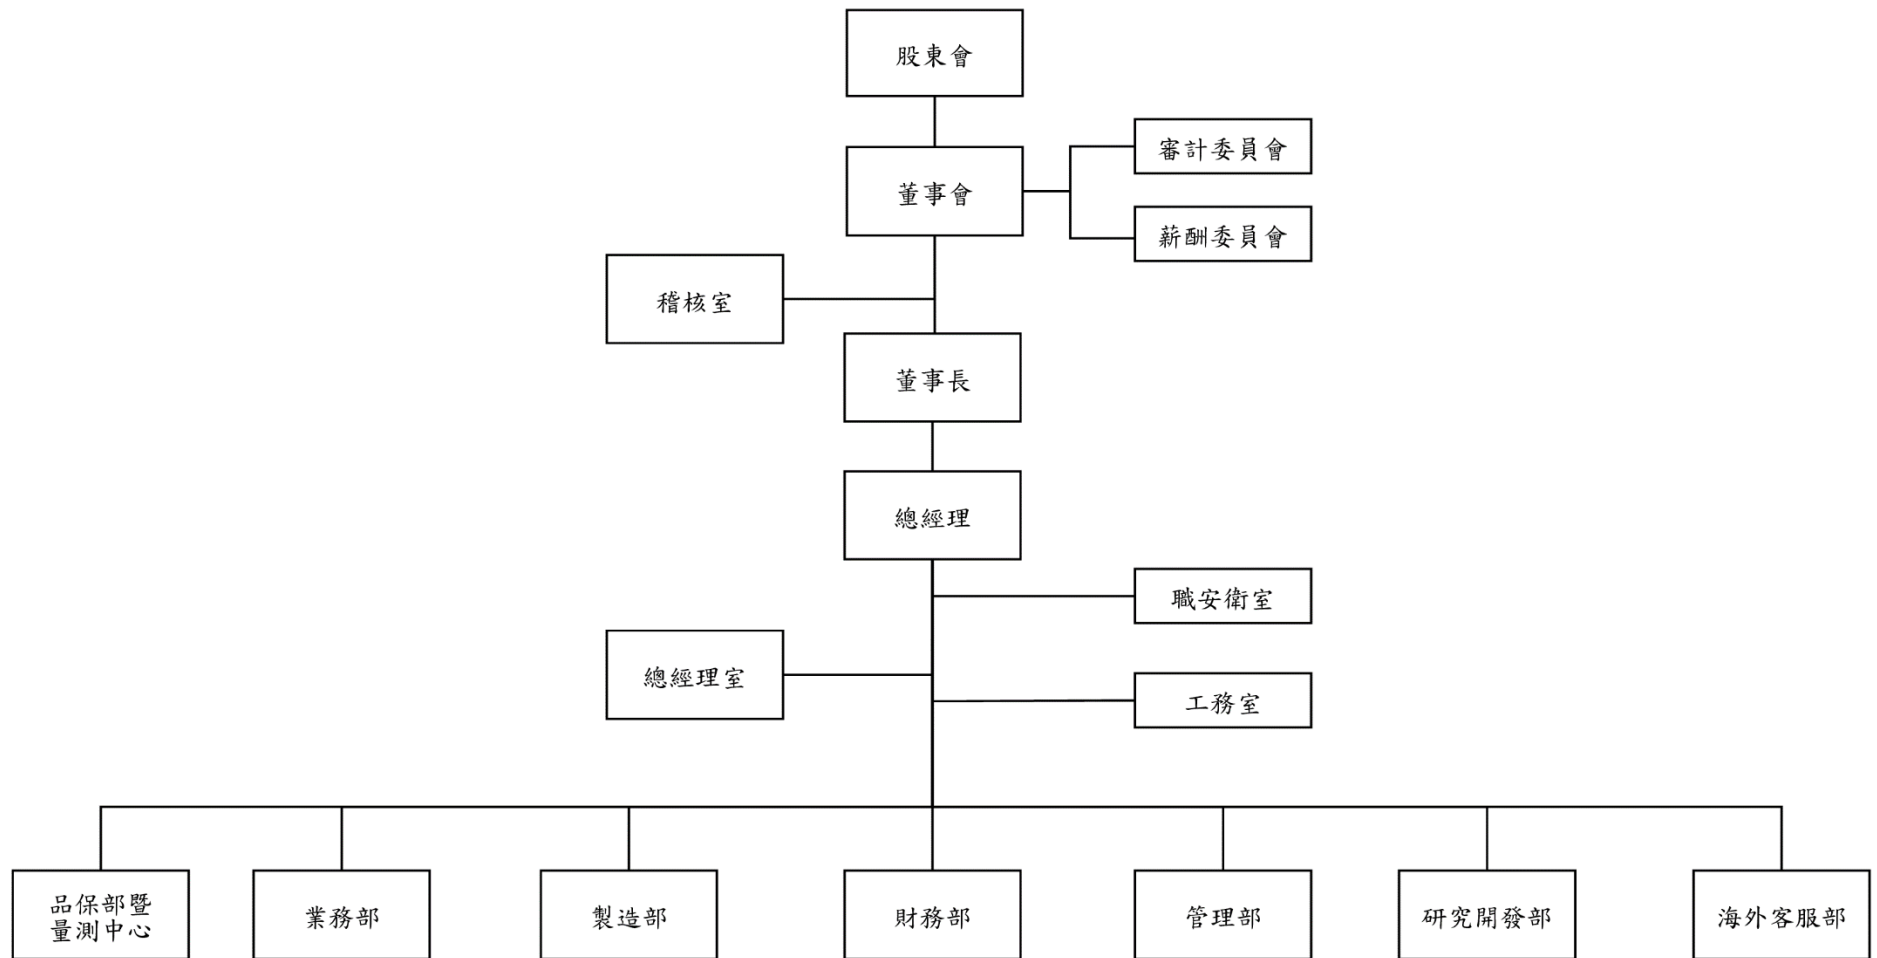 股東會
審計委員會
董事會
薪酬委員會
稽核室
董事長
總經理
職安衛室
總經理室
工務室
品保部暨
量測中心
業務部
製造部
財務部
管理部
研究開發部
海外客服部